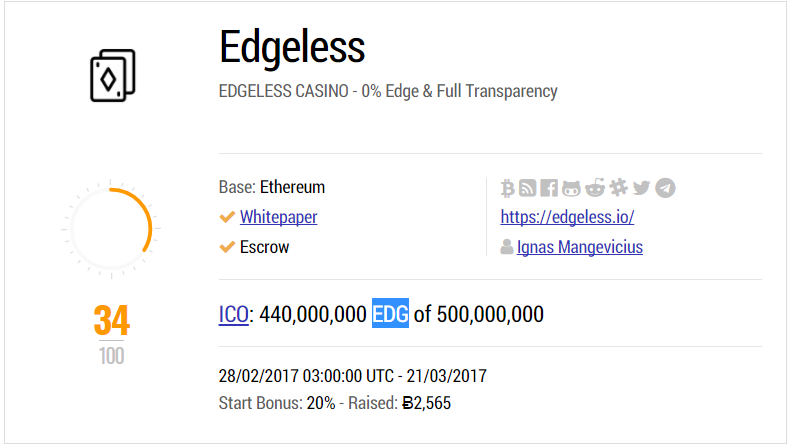 Edgeless
EDGELESS CASINO - 0% Edge & Full Transparency
Base: Ethereum
Whitepaper
https://edgeless.io/
Escrow
Ignas Mangevicius
34
100
ICO: 440,000,000 EDG of 500,000,000
28/02/2017 03:00:00 UTC - 21/03/2017
Start Bonus: 20% - Raised: Ƀ2,565